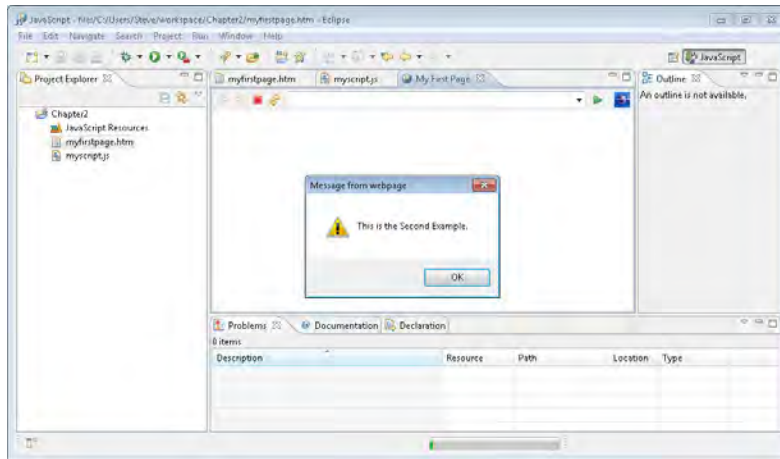 JavaScript - file://C:/Users/Steve/workspace/Chapter2/myfirstpage.htm - Eclipse
File Edit Navigate Search Project Run Window Help
JavaScript
Project Explorer
myfirstpage.htm
myscript.js
My First Page
Outline
An outline is not available.
Chapter2
JavaScript Resources
myfirstpage.htm
myscript.js
Message from webpage
This is the Second Example.
OK
Problems
Documentation
Declaration
0 items
Description Resource Path Location Type